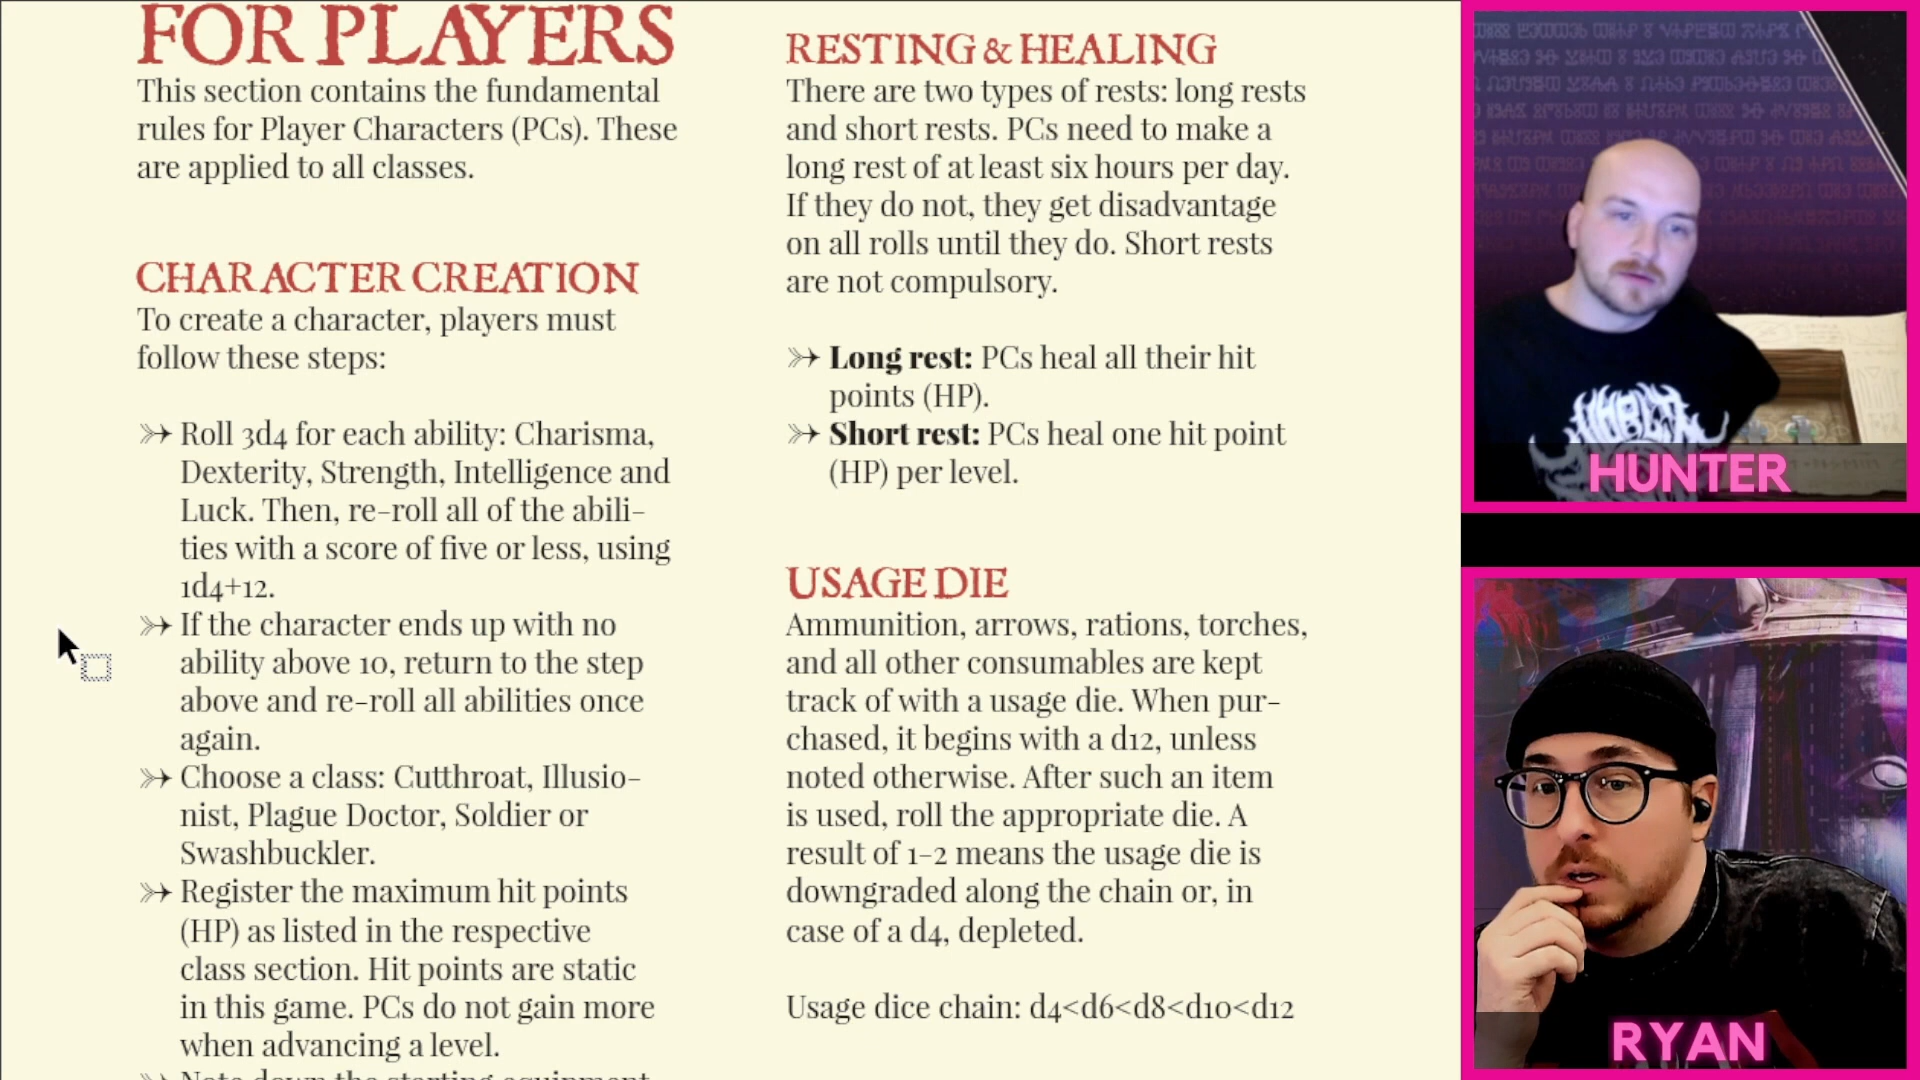 FOR PLAYERS
This section contains the fundamental
rules for Player Characters (PCs). These
are applied to all classes.
CHARACTER CREATION
To create a character, players must
follow these steps:
Roll 3d4 for each ability: Charisma,
Dexterity, Strength, Intelligence and
Luck. Then, re-roll all of the abili-
ties with a score of five or less, using
1d4+12.
If the character ends up with no
ability above 10, return to the step
above and re-roll all abilities once
again.
Choose a class: Cutthroat, Illusio-
nist, Plague Doctor, Soldier or
Swashbuckler.
Register the maximum hit points
(HP) as listed in the respective
class section. Hit points are static
in this game. PCs do not gain more
when advancing a level.
Note down the starting equipment
RESTING & HEALING
There are two types of rests: long rests
and short rests. PCs need to make a
long rest of at least six hours per day.
If they do not, they get disadvantage
on all rolls until they do. Short rests
are not compulsory.
Long rest: PCs heal all their hit
points (HP).
Short rest: PCs heal one hit point
(HP) per level.
USAGE DIE
Ammunition, arrows, rations, torches,
and all other consumables are kept
track of with a usage die. When pur-
chased, it begins with a d12, unless
noted otherwise. After such an item
is used, roll the appropriate die. A
result of 1-2 means the usage die is
downgraded along the chain or, in
case of a d4, depleted.
Usage dice chain: d4<d6<d8<d10<d12
HUNTER
RYAN